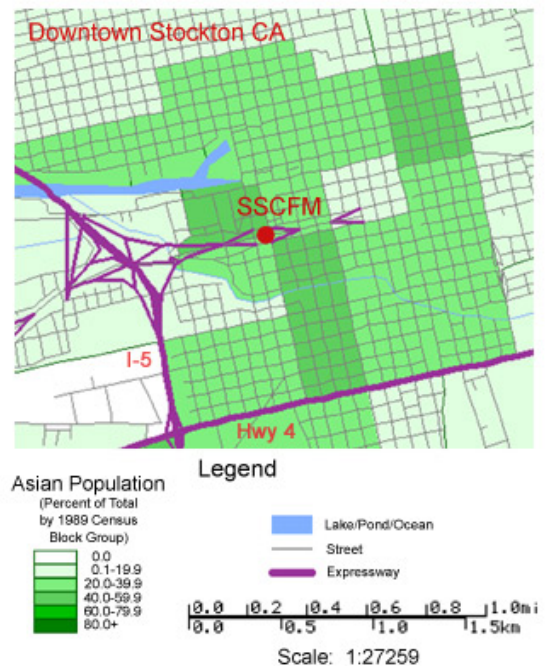 Downtown Stockton CA
SSCFM
I-5
Hwy 4
Legend
Asian Population
(Percent of Total
by 1989 Census
Block Group)
0.0
0.1-19.9
20.0-39.9
40.0-59.9
60.0-79.9
80.0+
Lake/Pond/Ocean
Street
Expressway
0.0 0.2 0.4 0.6 0.8 1.0mi
0.0 0.5 1.0 1.5km
Scale: 1:27259